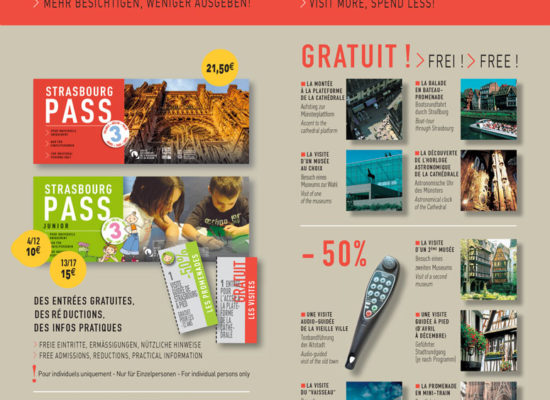 > MEHR BESICHTIGEN, WENIGER AUSGEBEN!
21,50€
STRASBOURG
PASS
3
STRASBOURG
PASS
JUNIOR
3
4/12
10€
13/17
15€
LES PROMENADES
GRATUIT
LES VISITES
DES ENTRÉES GRATUITES,
DES RÉDUCTIONS,
DES INFOS PRATIQUES
> FREIE EINTRITTE, ERMÄSSIGUNGEN, NÜTZLICHE HINWEISE
> FREE ADMISSIONS, REDUCTIONS, PRACTICAL INFORMATION
! Pour individuels uniquement - Nur für Einzelpersonen - For individual persons only
> VISIT MORE, SPEND LESS!
GRATUIT ! > FREI ! > FREE !
LA MONTÉE
À LA PLATEFORME
DE LA CATHÉDRALE
Aufstieg zur
Münsterplattform
Ascent to the
cathedral platform
LA BALADE
EN BATEAU-
PROMENADE
Bootsrundfahrt
durch Straßburg
Boat-tour
through Strasbourg
LA VISITE
D'UN MUSÉE
AU CHOIX
Besuch eines
Museums zur Wahl
Visit of one
of the museums
LA DÉCOUVERTE
DE L'HORLOGE
ASTRONOMIQUE
DE LA CATHÉDRALE
Astronomische Uhr
des Münsters
Astronomical clock
of the Cathedral
- 50%
LA VISITE
D'UN 2ÈME MUSÉE
Besuch eines
zweiten Museums
Visit of a second
museum
UNE VISITE
AUDIO-GUIDÉE
DE LA VIEILLE VILLE
Tonbandführung
der Altstadt
Audio-guided
visit of the old town
UNE VISITE
GUIDÉE À PIED
(D'AVRIL
À DÉCEMBRE)
Geführter
Stadtrundgang
(je nach Programm)
LA VISITE
DU "VAISSEAU"
LA PROMENADE
EN MINI-TRAM